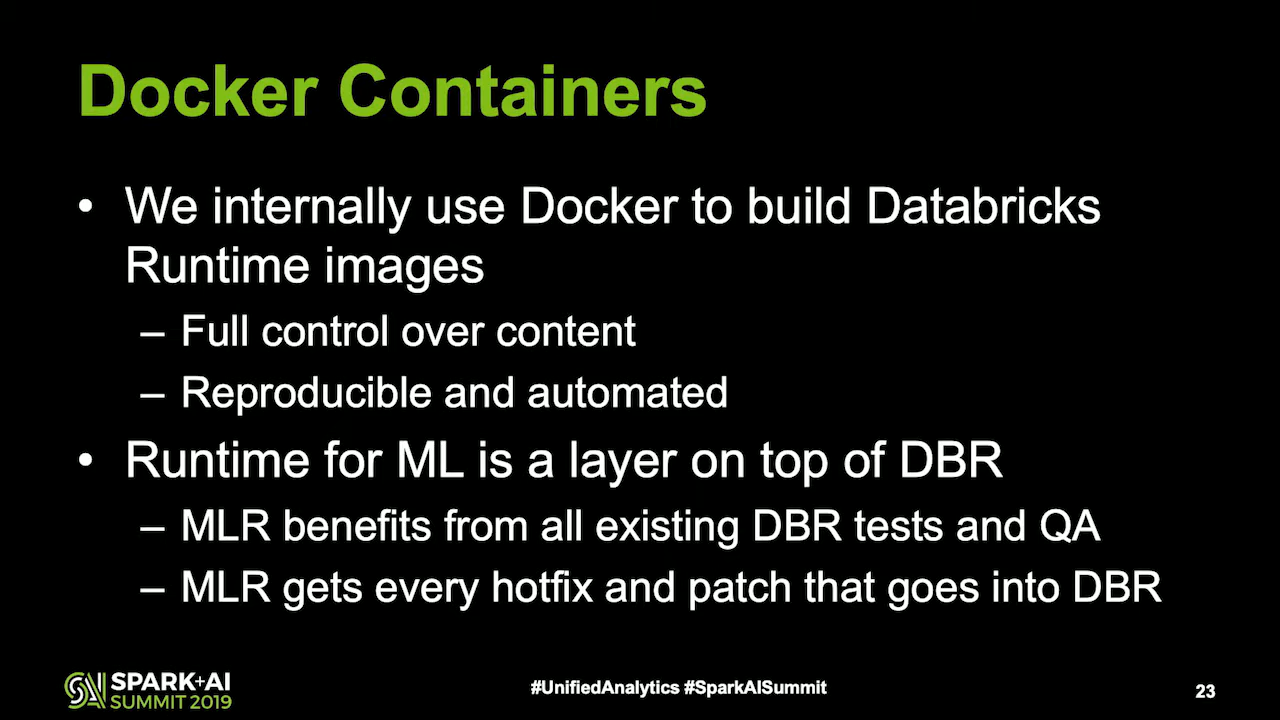 Docker Containers
• We internally use Docker to build Databricks
Runtime images
– Full control over content
– Reproducible and automated
• Runtime for ML is a layer on top of DBR
– MLR benefits from all existing DBR tests and QA
– MLR gets every hotfix and patch that goes into DBR
SPARK+AI
SUMMIT 2019
#UnifiedAnalytics #SparkAISummit
23